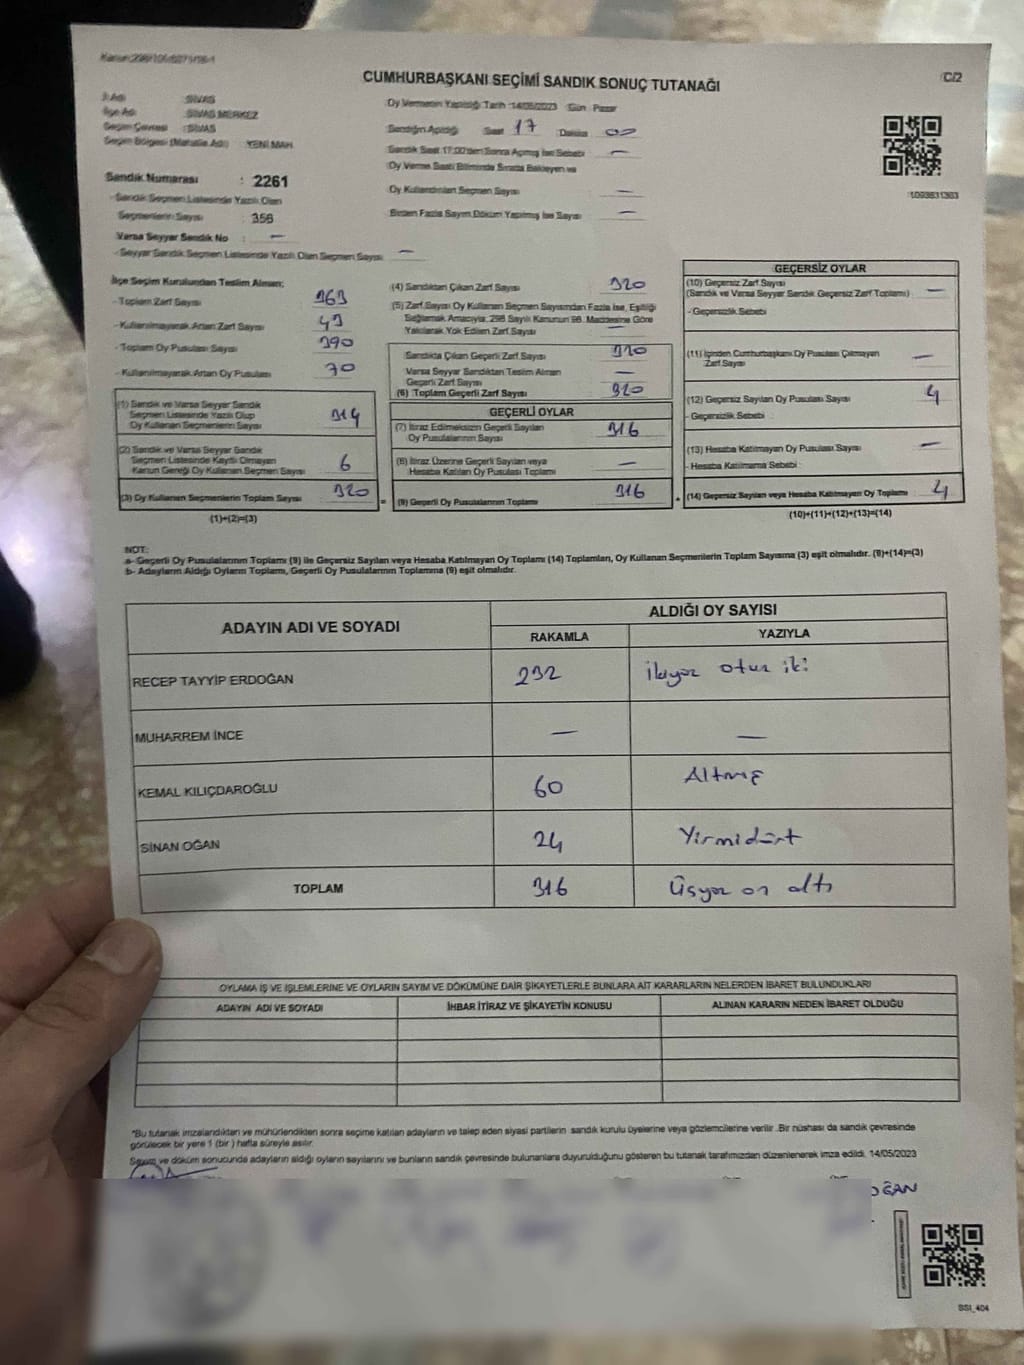 Kanun:298/105/6271/16-1
CUMHURBAŞKANI SEÇİMİ SANDIK SONUÇ TUTANAĞI
C/2
İl Adı :SİVAS
İlçe Adı :SİVAS MERKEZ
Seçim Çevresi :SİVAS
Seçim Bölgesi (Mahalle Adı) : YENİ MAH
Sandık Numarası : 2261
- Sandık Seçmen Listesinde Yazılı Olan
Seçmenlerin Sayısı : 356
Varsa Seyyar Sandık No : —
- Seyyar Sandık Seçmen Listesinde Yazılı Olan Seçmen Sayısı —
Oy Vermenin Yapıldığı Tarih :14/05/2023 Gün Pazar
Sandığın Açıldığı Saat 17 Dakika 00
Sandık Saat 17:00'den Sonra Açılmış İse Sebebi —
Oy Verme Saati Bitiminde Sırada Bekleyen ve
Oy Kullandırılan Seçmen Sayısı —
Birden Fazla Sayım Döküm Yapılmış İse Sayısı —
1093631363
İlçe Seçim Kurulundan Teslim Alınan;
- Toplam Zarf Sayısı 363
- Kullanılmayarak Artan Zarf Sayısı 43
- Toplam Oy Pusulası Sayısı 390
- Kullanılmayarak Artan Oy Pusulası 70
(1) Sandık ve Varsa Seyyar Sandık
Seçmen Listesinde Yazılı Olup
Oy Kullanan Seçmenlerin Sayısı 314
(2) Sandık ve Varsa Seyyar Sandık
Seçmen Listesinde Kayıtlı Olmayan
Kanun Gereği Oy Kullanan Seçmen Sayısı 6
(3) Oy Kullanan Seçmenlerin Toplam Sayısı 320
(1)+(2)=(3)
(4) Sandıktan Çıkan Zarf Sayısı 320
(5) Zarf Sayısı Oy Kullanan Seçmen Sayısından Fazla İse, Eşitliği
Sağlamak Amacıyla; 298 Sayılı Kanunun 98. Maddesine Göre
Yakılarak Yok Edilen Zarf Sayısı —
Sandıkta Çıkan Geçerli Zarf Sayısı 320
Varsa Seyyar Sandıktan Teslim Alınan
Geçerli Zarf Sayısı —
(6) Toplam Geçerli Zarf Sayısı 320
GEÇERLİ OYLAR
(7) İtiraz Edilmeksizin Geçerli Sayılan
Oy Pusulalarının Sayısı 316
(8) İtiraz Üzerine Geçerli Sayılan veya
Hesaba Katılan Oy Pusulası Toplamı —
= (9) Geçerli Oy Pusulalarının Toplamı 316
GEÇERSİZ OYLAR
(10) Geçersiz Zarf Sayısı
(Sandık ve Varsa Seyyar Sandık Geçersiz Zarf Toplamı) —
- Geçersizlik Sebebi
(11) İçinden Cumhurbaşkanı Oy Pusulası Çıkmayan
Zarf Sayısı —
(12) Geçersiz Sayılan Oy Pusulası Sayısı 4
- Geçersizlik Sebebi :
(13) Hesaba Katılmayan Oy Pusulası Sayısı —
- Hesaba Katılmama Sebebi :
+ (14) Geçersiz Sayılan veya Hesaba Katılmayan Oy Toplamı 4
(10)+(11)+(12)+(13)=(14)
NOT:
a- Geçerli Oy Pusulalarının Toplamı (9) ile Geçersiz Sayılan veya Hesaba Katılmayan Oy Toplamı (14) Toplamları, Oy Kullanan Seçmenlerin Toplam Sayısına (3) eşit olmalıdır. (9)+(14)=(3)
b- Adayların Aldığı Oyların Toplamı, Geçerli Oy Pusulalarının Toplamına (9) eşit olmalıdır.
ADAYIN ADI VE SOYADI
ALDIĞI OY SAYISI
RAKAMLA YAZIYLA
RECEP TAYYİP ERDOĞAN 232 ikiyüz otuz iki
MUHARREM İNCE — —
KEMAL KILIÇDAROĞLU 60 Altmış
SİNAN OĞAN 24 Yirmidört
TOPLAM 316 Üçyüz on altı
OYLAMA İŞ VE İŞLEMLERİNE VE OYLARIN SAYIM VE DÖKÜMÜNE DAİR ŞİKAYETLERLE BUNLARA AİT KARARLARIN NELERDEN İBARET BULUNDUKLARI
ADAYIN ADI VE SOYADI İHBAR İTİRAZ VE ŞİKAYETİN KONUSU ALINAN KARARIN NEDEN İBARET OLDUĞU
*Bu tutanak imzalandıktan ve mühürlendikten sonra seçime katılan adayların ve talep eden siyasi partilerin sandık kurulu üyelerine veya gözlemcilerine verilir. Bir nüshası da sandık çevresinde
görülecek bir yere 1 (bir) hafta süreyle asılır.
Sayım ve döküm sonucunda adayların aldığı oyların sayılarını ve bunların sandık çevresinde bulunanlara duyurulduğunu gösteren bu tutanak tarafımızdan düzenlenerek imza edildi. 14/05/2023
OĞAN
SSİ_404